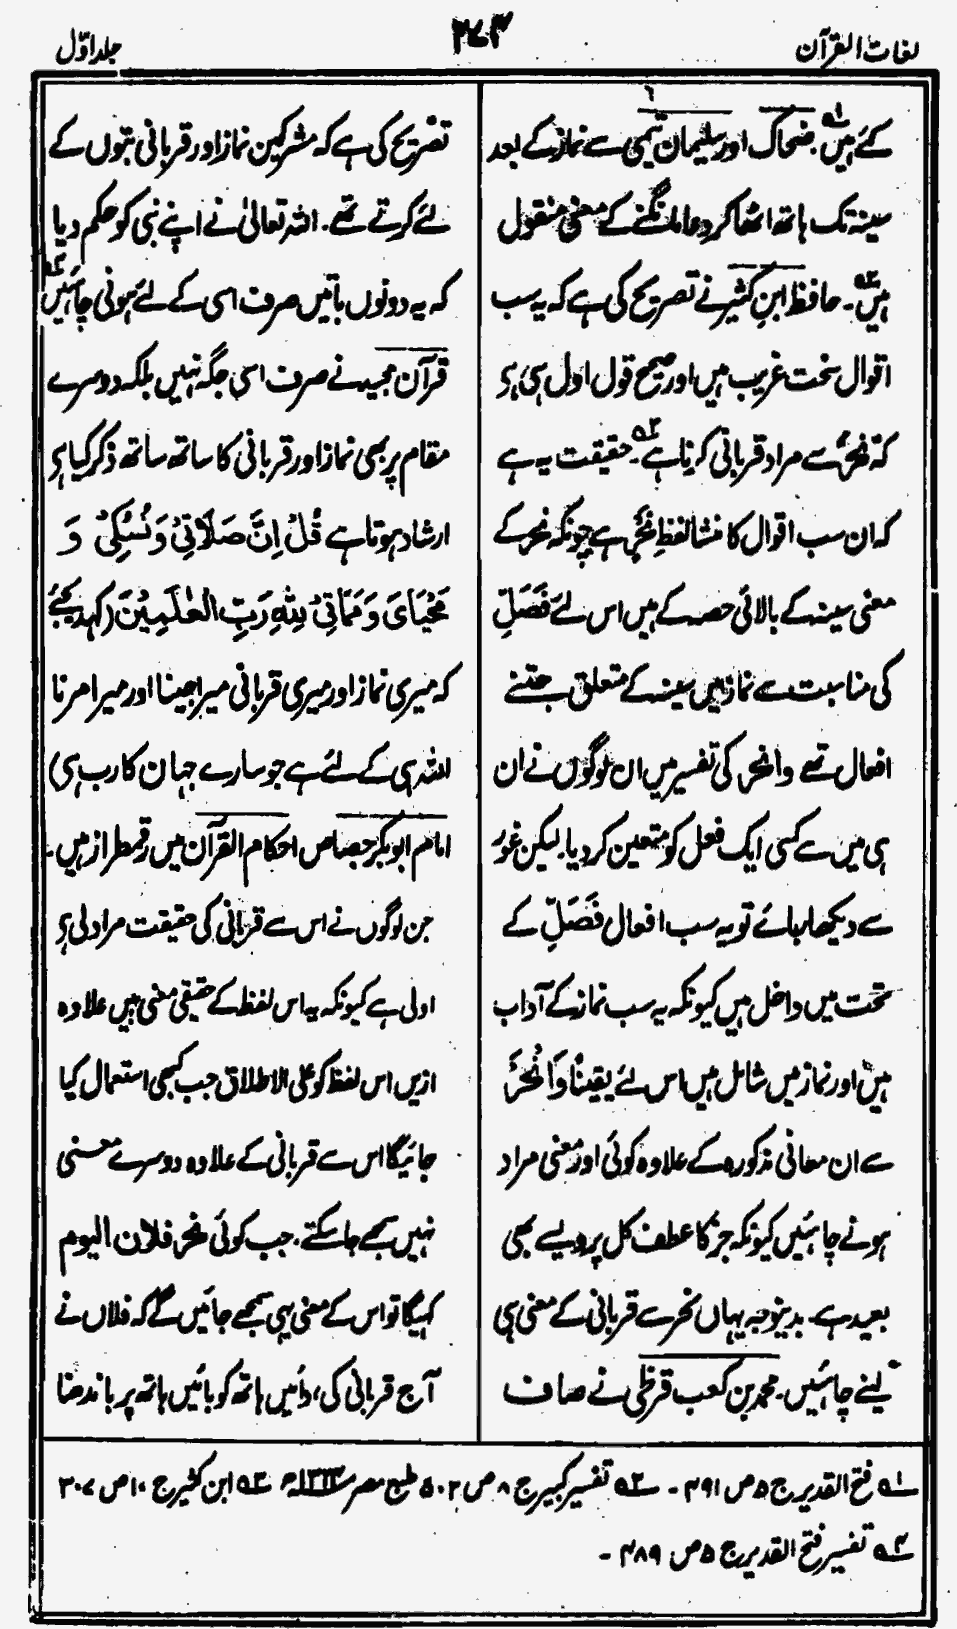 لغات القرآن
۲۷۳
جلد اوّل
گئے ہیں۔ ضحاک اور سلیمان تیمی سے نماز کے بعد
سینہ تک ہاتھ اٹھا کر دعا مانگنے کے معنی منقول
ہیں۔ حافظ ابن کثیر نے تصریح کی ہے کہ یہ سب
اقوال سخت غریب ہیں اور صحیح قول اول ہی ہے
کہ نحر سے مراد قربانی کرنا ہے۔ حقیقت یہ ہے
کہ ان سب اقوال کا منشا لفظِ نحر ہے چونکہ نحر کے
معنی سینہ کے بالائی حصہ کے ہیں اس لئے فَصَلِّ
کی مناسبت سے نماز میں سینہ کے متعلق جتنے
افعال تھے وانحر کی تفسیر میں ان لوگوں نے ان
ہی میں سے کسی ایک فعل کو متعین کر دیا۔ لیکن غور
سے دیکھا جائے تو یہ سب افعال فَصَلِّ کے
تحت میں داخل ہیں کیونکہ یہ سب نماز کے آداب
ہیں اور نماز میں شامل ہیں اس لئے یقیناً وَانْحَرْ
سے ان معانی مذکورہ کے علاوہ کوئی اور معنی مراد
ہونے چاہئیں کیونکہ جز کا عطف کل پر ویسے بھی
بعید ہے۔ بدینوجہ یہاں نحر سے قربانی کے معنی ہی
لینے چاہئیں۔ محمد بن کعب قرظی نے صاف
تصریح کی ہے کہ مشرکین نماز اور قربانی بتوں کے
لئے کرتے تھے۔ اللہ تعالیٰ نے اپنے نبی کو حکم دیا
کہ یہ دونوں باتیں صرف اسی کے لئے ہونی چاہئیں
قرآن مجید نے صرف اسی جگہ نہیں بلکہ دوسرے
مقام پر بھی نماز اور قربانی کا ساتھ ساتھ ذکر کیا ہے
ارشاد ہوتا ہے قُلْ اِنَّ صَلَاتِیْ وَنُسُکِیْ وَ
مَحْیَایَ وَمَمَاتِیْ لِلّٰہِ رَبِّ الْعٰلَمِیْنَ (کہدیجئے
کہ میری نماز اور میری قربانی میرا جینا اور میرا مرنا
اللہ ہی کے لئے ہے جو سارے جہان کا رب ہے)
امام ابوبکر جصاص احکام القرآن میں رقمطراز ہیں۔
جن لوگوں نے اس سے قربانی کی حقیقت مراد لی ہے
اولی ہے کیونکہ یہ اس لفظ کے حقیقی معنی ہیں علاوہ
ازیں اس لفظ کو علی الاطلاق جب کبھی استعمال کیا
جائیگا اس سے قربانی کے علاوہ دوسرے معنی
نہیں سمجھے جا سکتے۔ جب کوئی نحر فلان الیوم
کہیگا تو اس کے معنی یہی سمجھے جائیں گے کہ فلاں نے
آج قربانی کی، دائیں ہاتھ کو بائیں ہاتھ پر باندھنا
۱؎ فتح القدیر ج ۵ ص ۴۹۱ - ۲؎ تفسیر کبیر ج ۸ ص ۵۰۲ طبع مصر ۱۳۲۴ھ ۳؎ ابن کثیر ج ۱۰ ص ۳۰۷
۴؎ تفسیر فتح القدیر ج ۵ ص ۴۸۹ -